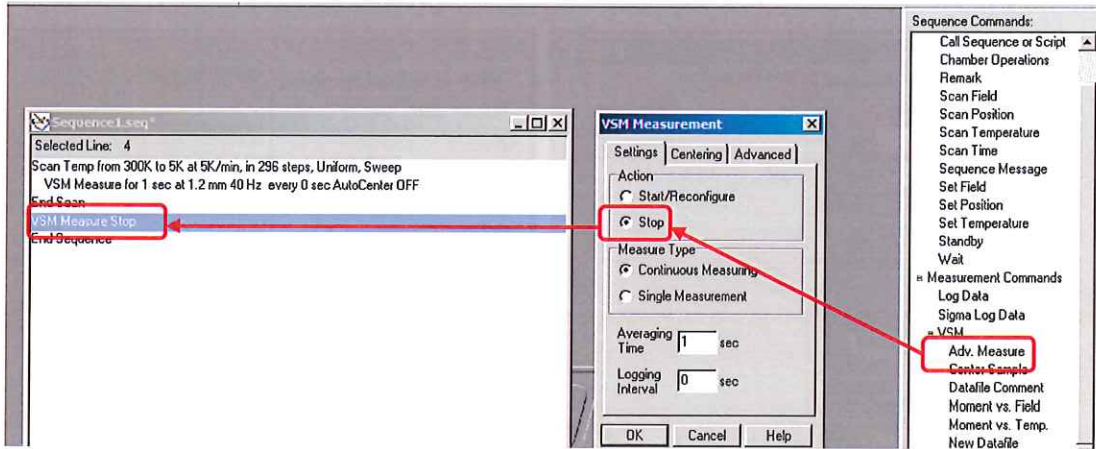 Sequence1.seq*
Selected Line: 4
Scan Temp from 300K to 5K at 5K/min, in 296 steps, Uniform, Sweep
VSM Measure for 1 sec at 1.2 mm 40 Hz every 0 sec AutoCenter OFF
End Scan
VSM Measure Stop
End Sequence
VSM Measurement
Settings
Centering
Advanced
Action
Start/Reconfigure
Stop
Measure Type
Continuous Measuring
Single Measurement
Averaging
Time
1 sec
Logging
Interval
0 sec
OK
Cancel
Help
Sequence Commands:
Call Sequence or Script
Chamber Operations
Remark
Scan Field
Scan Position
Scan Temperature
Scan Time
Sequence Message
Set Field
Set Position
Set Temperature
Standby
Wait
Measurement Commands
Log Data
Sigma Log Data
VSM
Adv. Measure
Center Sample
Datafile Comment
Moment vs. Field
Moment vs. Temp.
New Datafile